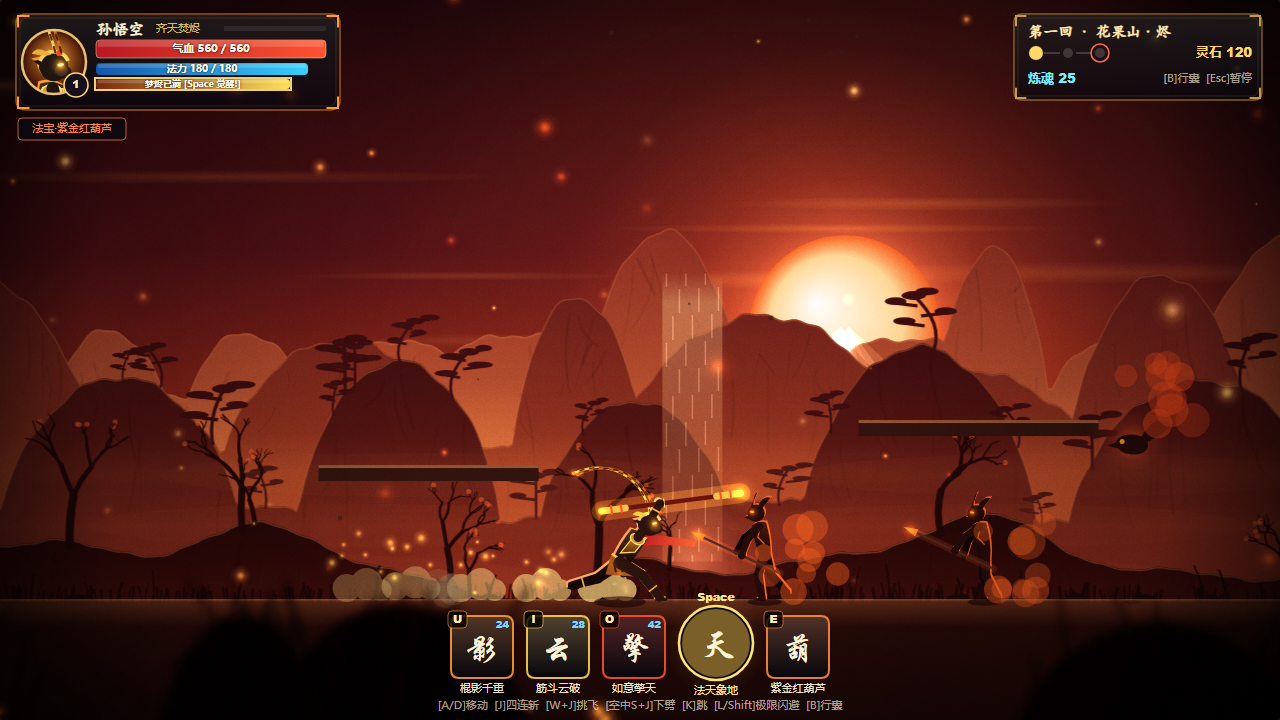 孙悟空 齐天焚烬
气血 560 / 560
法力 180 / 180
梦烬已满 [Space 觉醒!]
1
法宝·紫金红葫芦
第一回 · 花果山 · 烬
灵石 120
炼魂 25
[B]行囊 [Esc]暂停
Space
U 24
I 28
O 42
E
影
云
擎
天
葫
棍影千重
筋斗云破
如意擎天
法天象地
紫金红葫芦
[A/D]移动 [J]四连斩 [W+J]挑飞 [空中S+J]下劈 [K]跳 [L/Shift]极限闪避 [B]行囊